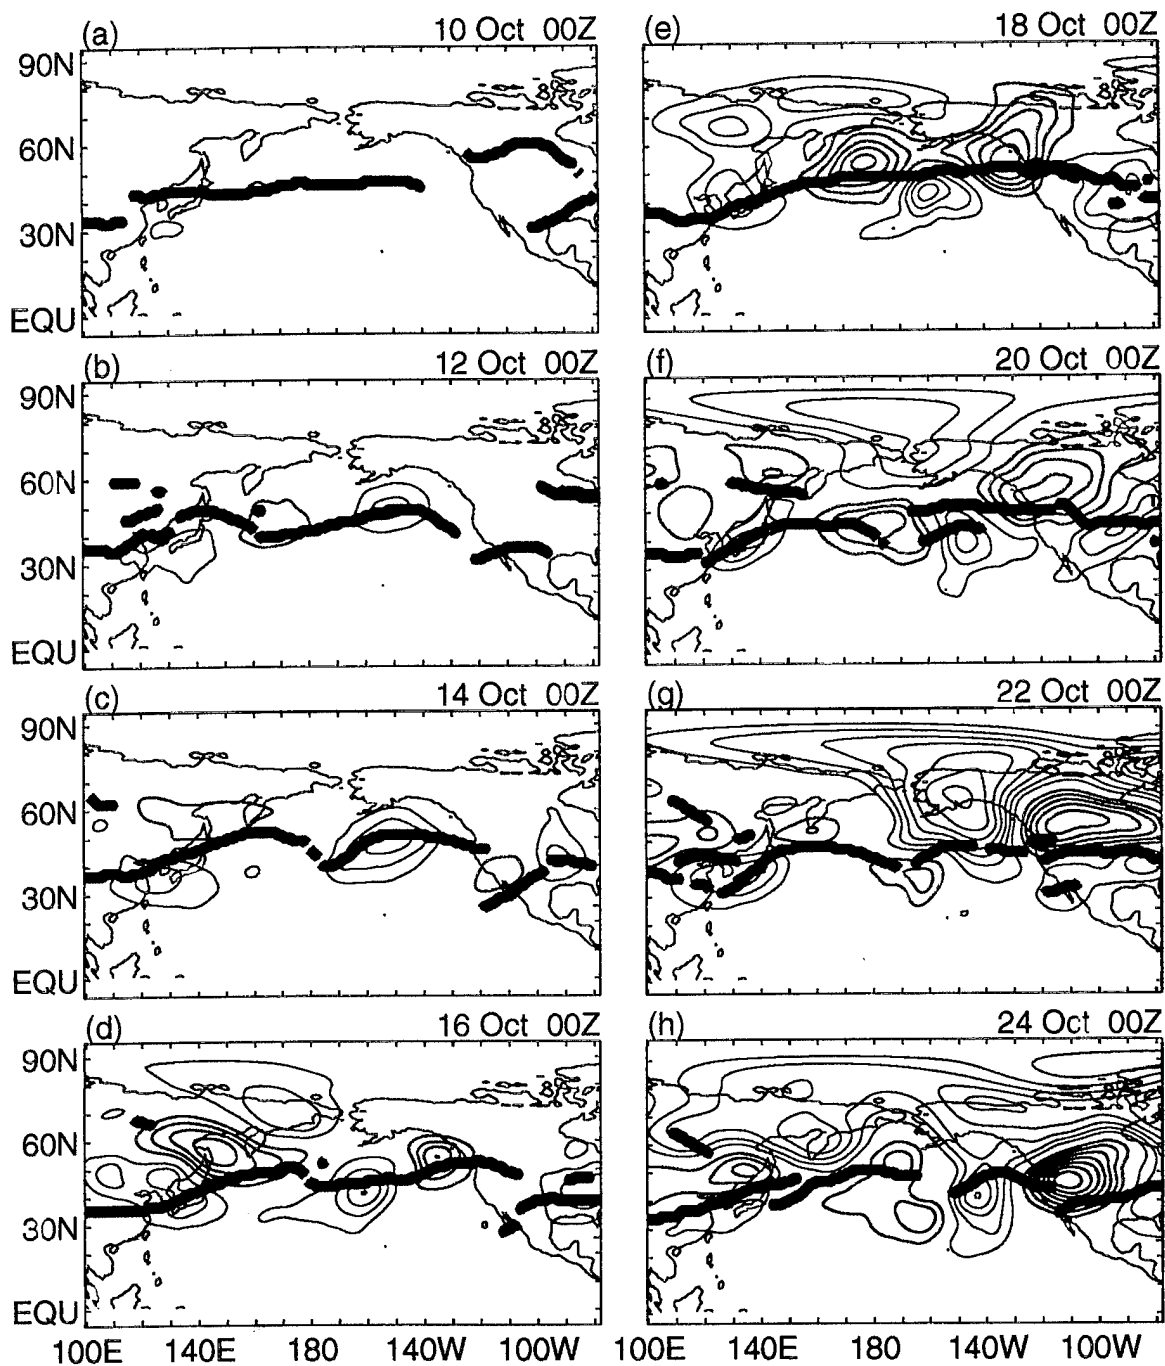 (a) 10 Oct 00Z
90N
60N
30N
EQU
(b) 12 Oct 00Z
90N
60N
30N
EQU
(c) 14 Oct 00Z
90N
60N
30N
EQU
(d) 16 Oct 00Z
90N
60N
30N
EQU
100E 140E 180 140W 100W
(e) 18 Oct 00Z
(f) 20 Oct 00Z
(g) 22 Oct 00Z
(h) 24 Oct 00Z
100E 140E 180 140W 100W